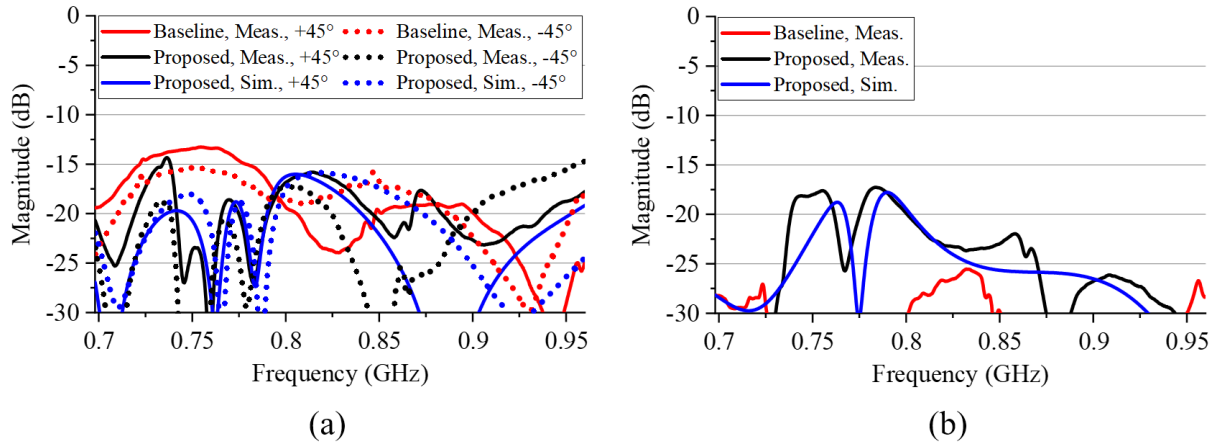 0
-5
-10
-15
-20
-25
-30
Magnitude (dB)
Baseline, Meas., +45°
Proposed, Meas., +45°
Proposed, Sim., +45°
Baseline, Meas., -45°
Proposed, Meas., -45°
Proposed, Sim., -45°
0.7 0.75 0.8 0.85 0.9 0.95
Frequency (GHz)
(a)
0
-5
-10
-15
-20
-25
-30
Magnitude (dB)
Baseline, Meas.
Proposed, Meas.
Proposed, Sim.
0.7 0.75 0.8 0.85 0.9 0.95
Frequency (GHz)
(b)